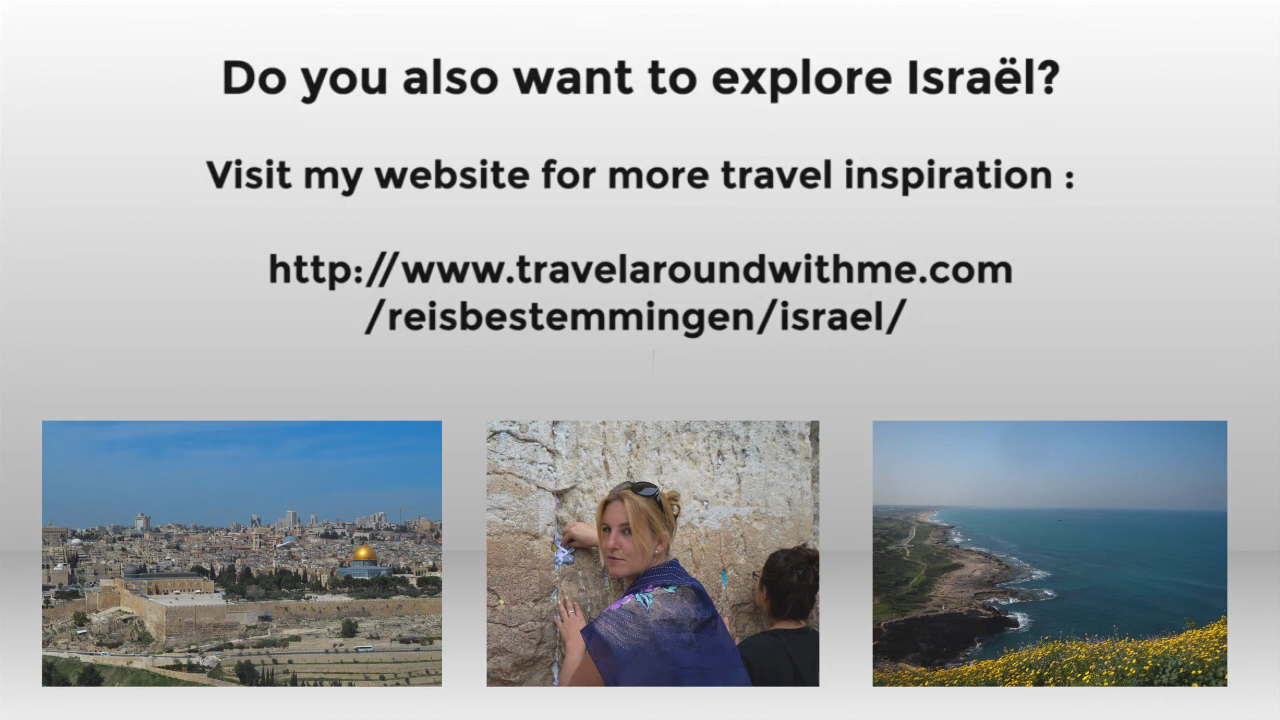 Do you also want to explore Israël?
Visit my website for more travel inspiration :
http://www.travelaroundwithme.com
/reisbestemmingen/israel/